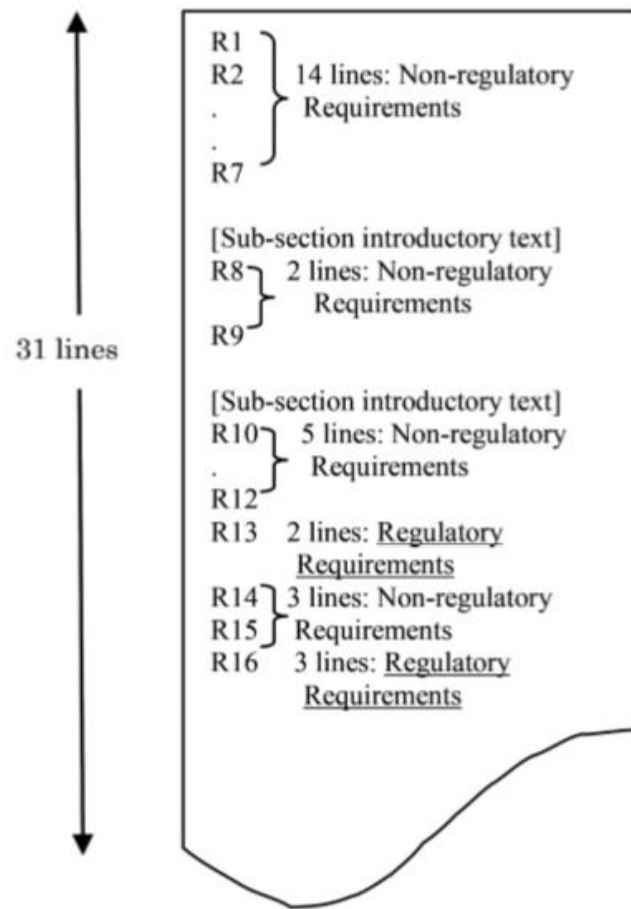 R1
R2 14 lines: Non-regulatory
. Requirements
.
R7
[Sub-section introductory text]
R8 2 lines: Non-regulatory
Requirements
R9
31 lines
[Sub-section introductory text]
R10 5 lines: Non-regulatory
. Requirements
R12
R13 2 lines: Regulatory
Requirements
R14 3 lines: Non-regulatory
R15 Requirements
R16 3 lines: Regulatory
Requirements